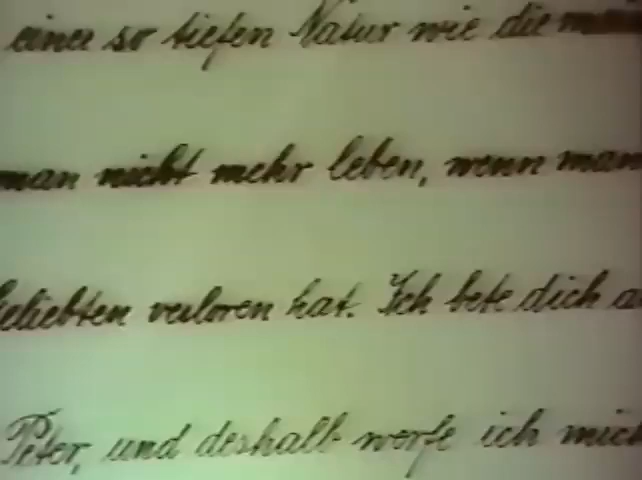 einer so tiefen Natur wie die
man nicht mehr leben, wenn man
Geliebten verloren hat. Ich bete dich a
Peter, und deshalb werfe ich mich